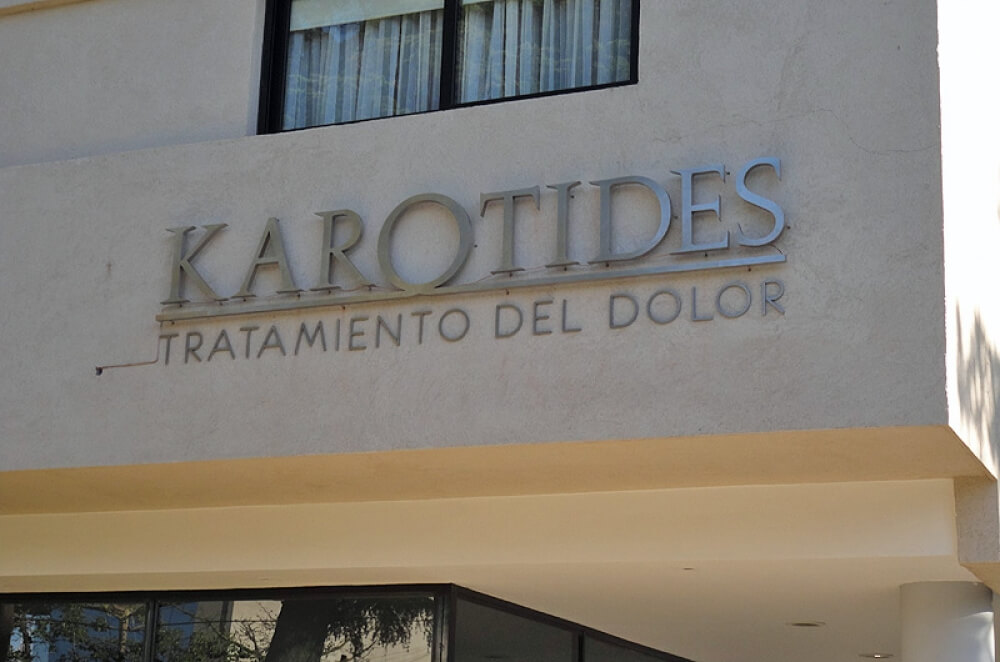 KAROTIDES
TRATAMIENTO DEL DOLOR